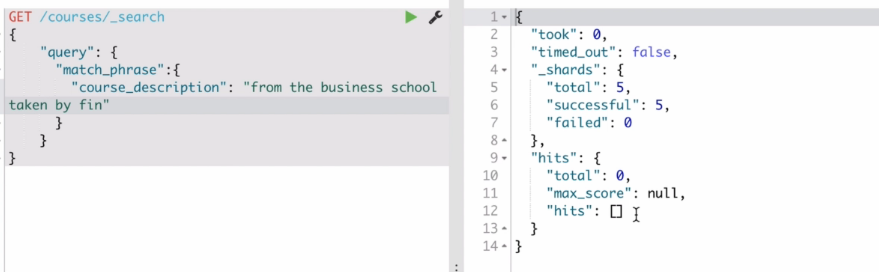 GET /courses/_search
{
"query": {
"match_phrase":{
"course_description": "from the business school
taken by fin"
}
}
}
1 {
2 "took": 0,
3 "timed_out": false,
4 "_shards": {
5 "total": 5,
6 "successful": 5,
7 "failed": 0
8 },
9 "hits": {
10 "total": 0,
11 "max_score": null,
12 "hits": []
13 }
14 }